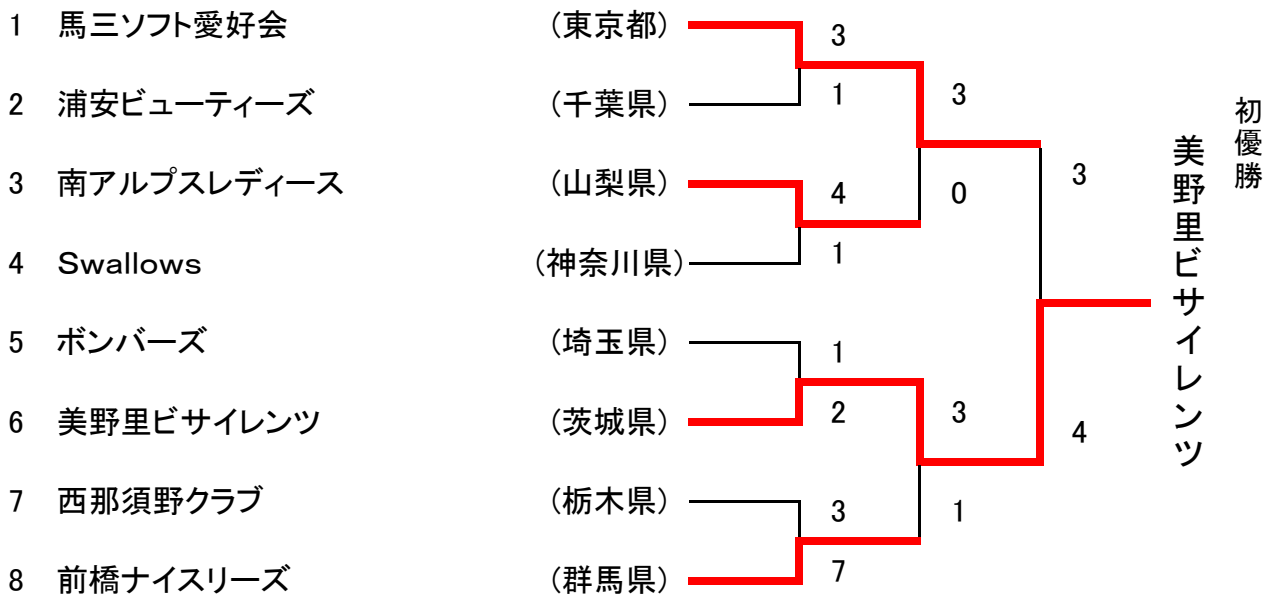 1 馬三ソフト愛好会 (東京都)
3
2 浦安ビューティーズ (千葉県)
1
3
3 南アルプスレディース (山梨県)
4
0
3
4 Swallows (神奈川県)
1
5 ボンバーズ (埼玉県)
1
6 美野里ビサイレンツ (茨城県)
2
3
4
7 西那須野クラブ (栃木県)
3
1
8 前橋ナイスリーズ (群馬県)
7
美野里ビサイレンツ
初優勝